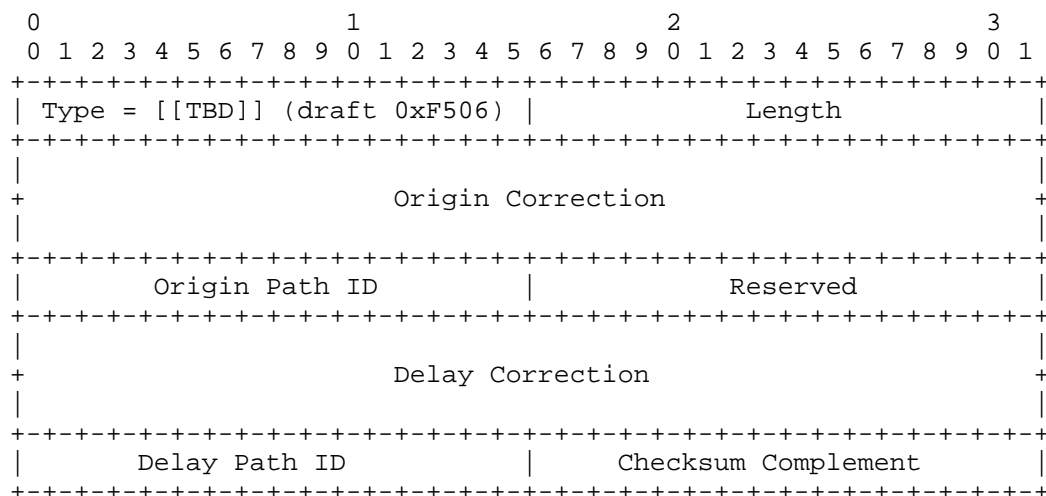 0                   1                   2                   3
0 1 2 3 4 5 6 7 8 9 0 1 2 3 4 5 6 7 8 9 0 1 2 3 4 5 6 7 8 9 0 1
+-+-+-+-+-+-+-+-+-+-+-+-+-+-+-+-+-+-+-+-+-+-+-+-+-+-+-+-+-+-+-+-+
| Type = [[TBD]] (draft 0xF506) |             Length            |
+-+-+-+-+-+-+-+-+-+-+-+-+-+-+-+-+-+-+-+-+-+-+-+-+-+-+-+-+-+-+-+-+
|                                                               |
+                       Origin Correction                       +
|                                                               |
+-+-+-+-+-+-+-+-+-+-+-+-+-+-+-+-+-+-+-+-+-+-+-+-+-+-+-+-+-+-+-+-+
|        Origin Path ID         |            Reserved           |
+-+-+-+-+-+-+-+-+-+-+-+-+-+-+-+-+-+-+-+-+-+-+-+-+-+-+-+-+-+-+-+-+
|                                                               |
+                       Delay Correction                        +
|                                                               |
+-+-+-+-+-+-+-+-+-+-+-+-+-+-+-+-+-+-+-+-+-+-+-+-+-+-+-+-+-+-+-+-+
|       Delay Path ID           |     Checksum Complement       |
+-+-+-+-+-+-+-+-+-+-+-+-+-+-+-+-+-+-+-+-+-+-+-+-+-+-+-+-+-+-+-+-+